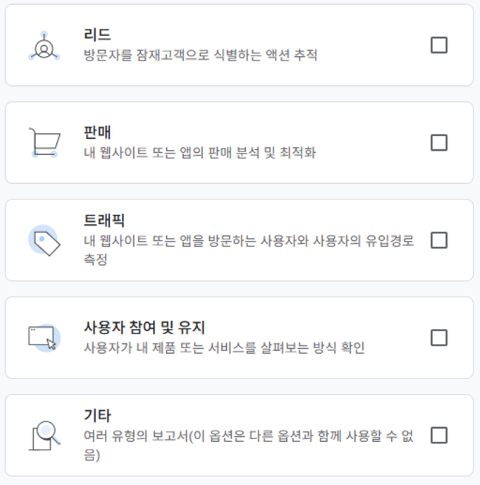 리드
방문자를 잠재고객으로 식별하는 액션 추적
판매
내 웹사이트 또는 앱의 판매 분석 및 최적화
트래픽
내 웹사이트 또는 앱을 방문하는 사용자와 사용자의 유입경로
측정
사용자 참여 및 유지
사용자가 내 제품 또는 서비스를 살펴보는 방식 확인
기타
여러 유형의 보고서(이 옵션은 다른 옵션과 함께 사용할 수 없
음)